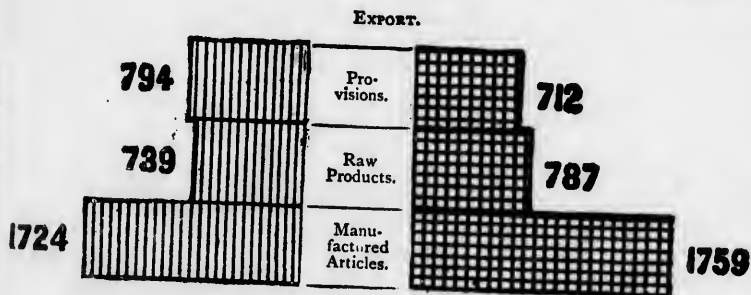 EXPORT.
794
Pro-
visions.
712
739
Raw
Products.
787
1724
Manu-
factured
Articles.
1759